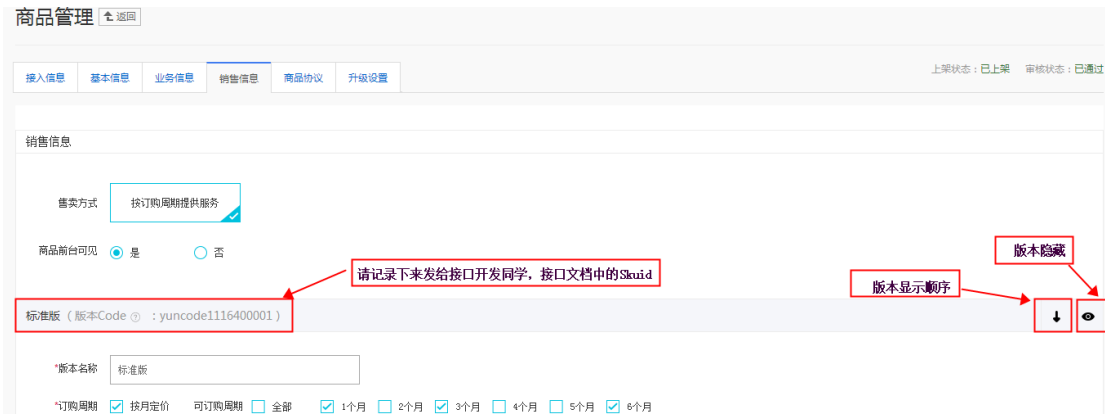 商品管理 返回
接入信息 基本信息 业务信息 销售信息 商品协议 升级设置 上架状态：已上架 审核状态：已通过
销售信息
售卖方式 按订购周期提供服务
商品前台可见 是 否
版本隐藏
请记录下来发给接口开发同学，接口文档中的Skuid
版本显示顺序
标准版（版本Code ? ：yuncode1116400001）
*版本名称 标准版
*订购周期 按月定价 可订购周期 全部 1个月 2个月 3个月 4个月 5个月 6个月